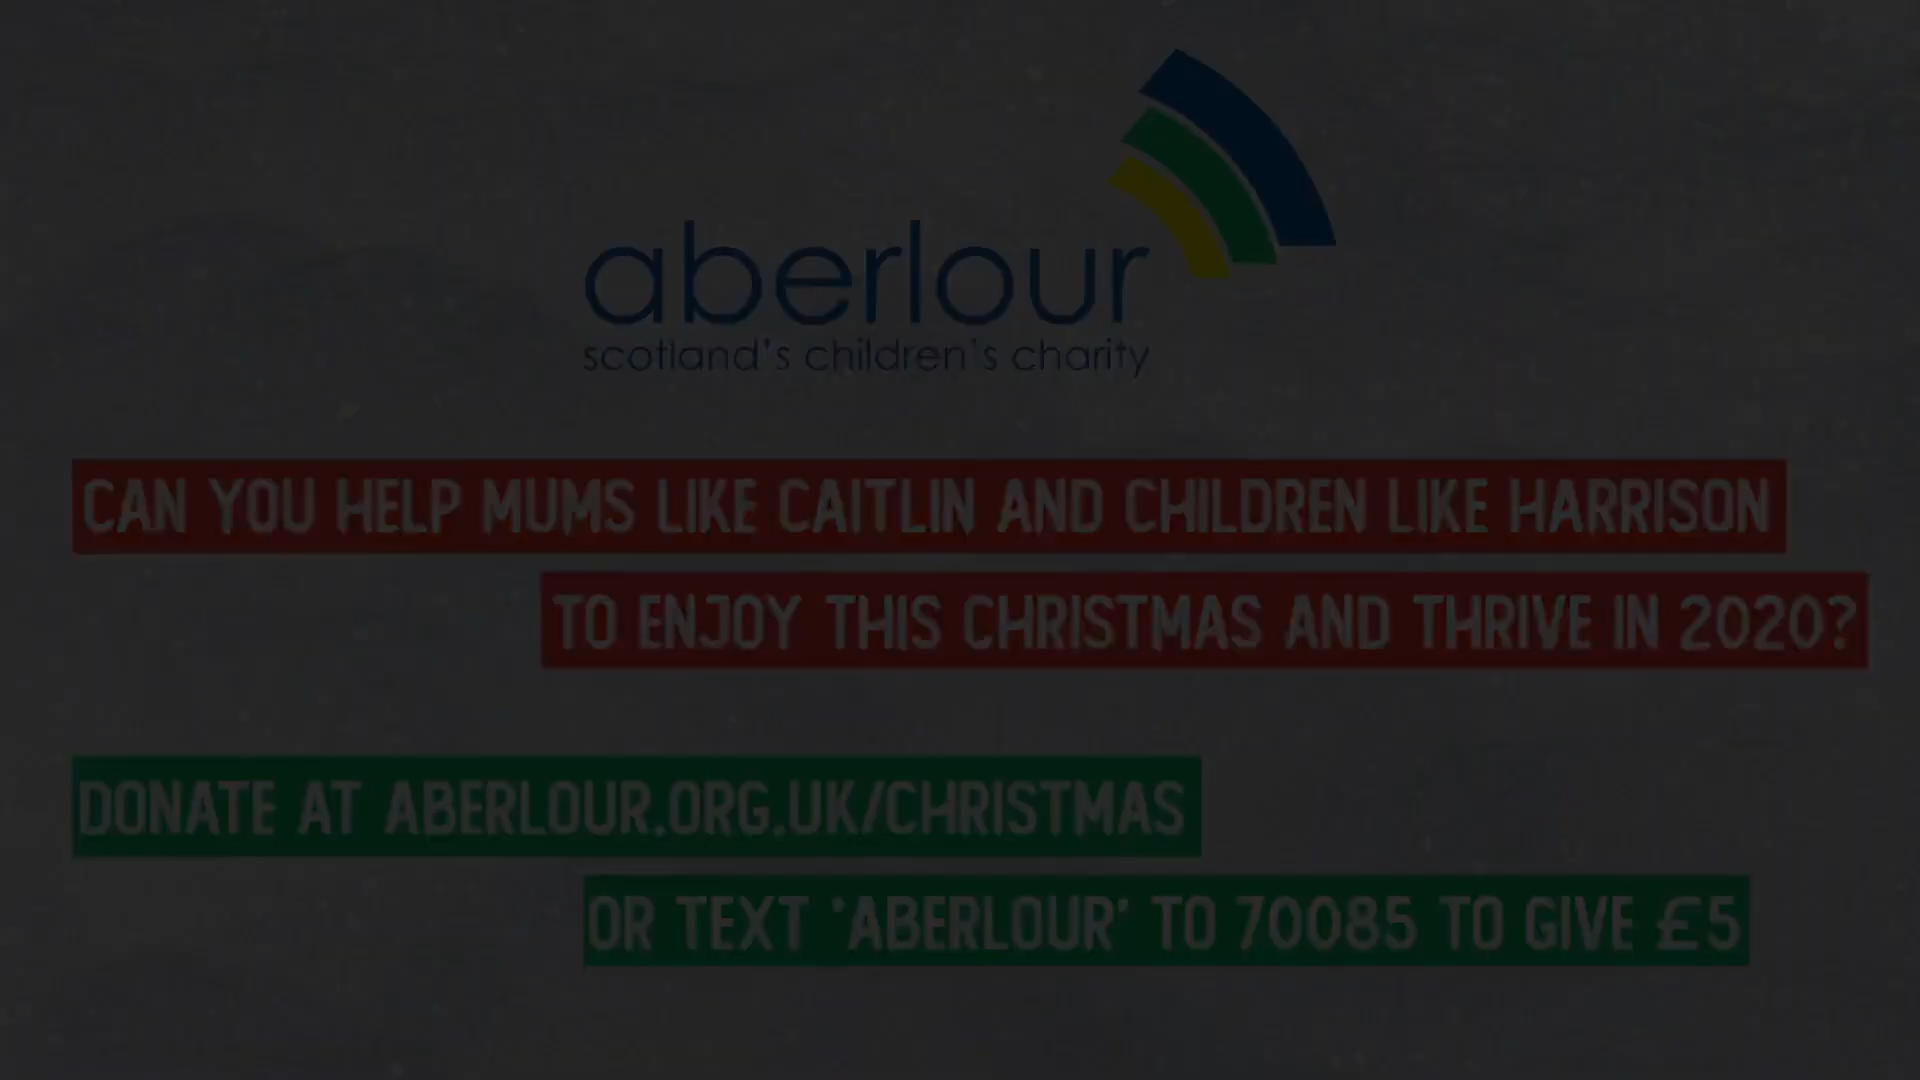 aberlour
scotland's children's charity
CAN YOU HELP MUMS LIKE CAITLIN AND CHILDREN LIKE HARRISON
TO ENJOY THIS CHRISTMAS AND THRIVE IN 2020?
DONATE AT ABERLOUR.ORG.UK/CHRISTMAS
OR TEXT 'ABERLOUR' TO 70085 TO GIVE £5